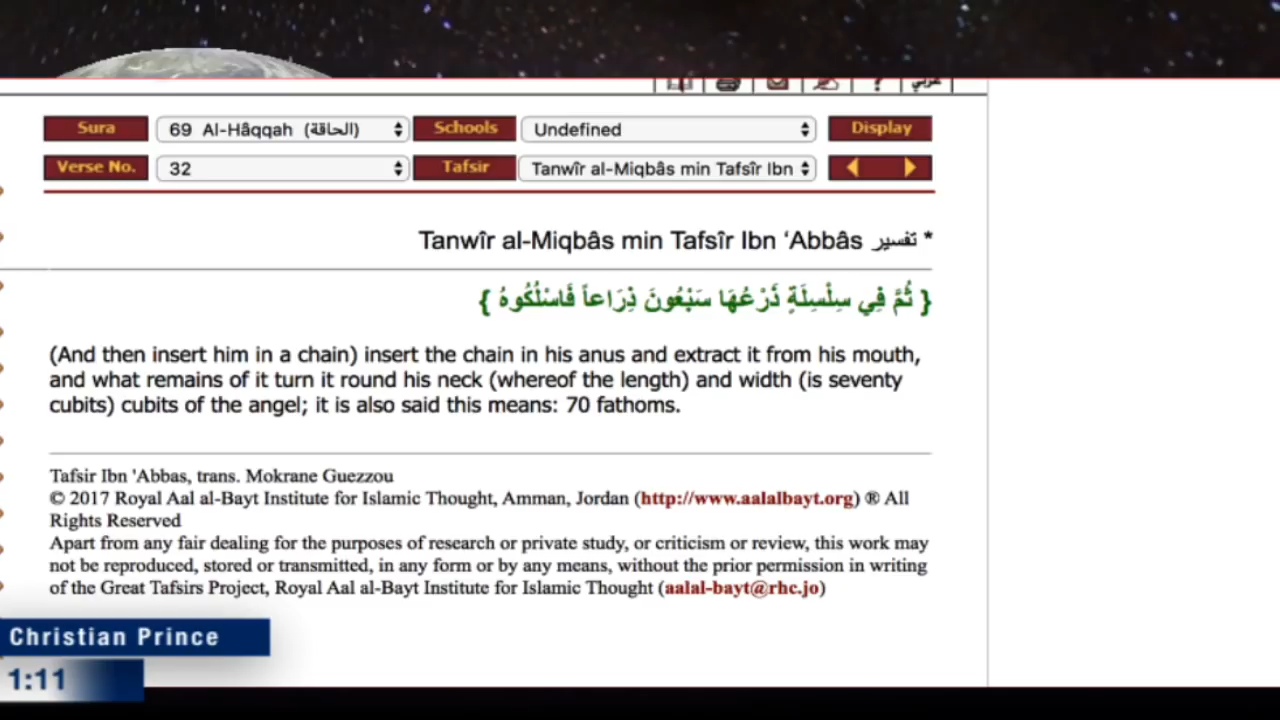 عربي
Sura 69 Al-Hâqqah (الحاقة) Schools Undefined Display
Verse No. 32 Tafsir Tanwîr al-Miqbâs min Tafsîr Ibn
Tanwîr al-Miqbâs min Tafsîr Ibn ‘Abbâs تفسير *
{ ثُمَّ فِي سِلْسِلَةٍ ذَرْعُهَا سَبْعُونَ ذِرَاعاً فَاسْلُكُوهُ }
(And then insert him in a chain) insert the chain in his anus and extract it from his mouth,
and what remains of it turn it round his neck (whereof the length) and width (is seventy
cubits) cubits of the angel; it is also said this means: 70 fathoms.
Tafsir Ibn 'Abbas, trans. Mokrane Guezzou
© 2017 Royal Aal al-Bayt Institute for Islamic Thought, Amman, Jordan (http://www.aalalbayt.org) ® All
Rights Reserved
Apart from any fair dealing for the purposes of research or private study, or criticism or review, this work may
not be reproduced, stored or transmitted, in any form or by any means, without the prior permission in writing
of the Great Tafsirs Project, Royal Aal al-Bayt Institute for Islamic Thought (aalal-bayt@rhc.jo)
Christian Prince
1:11